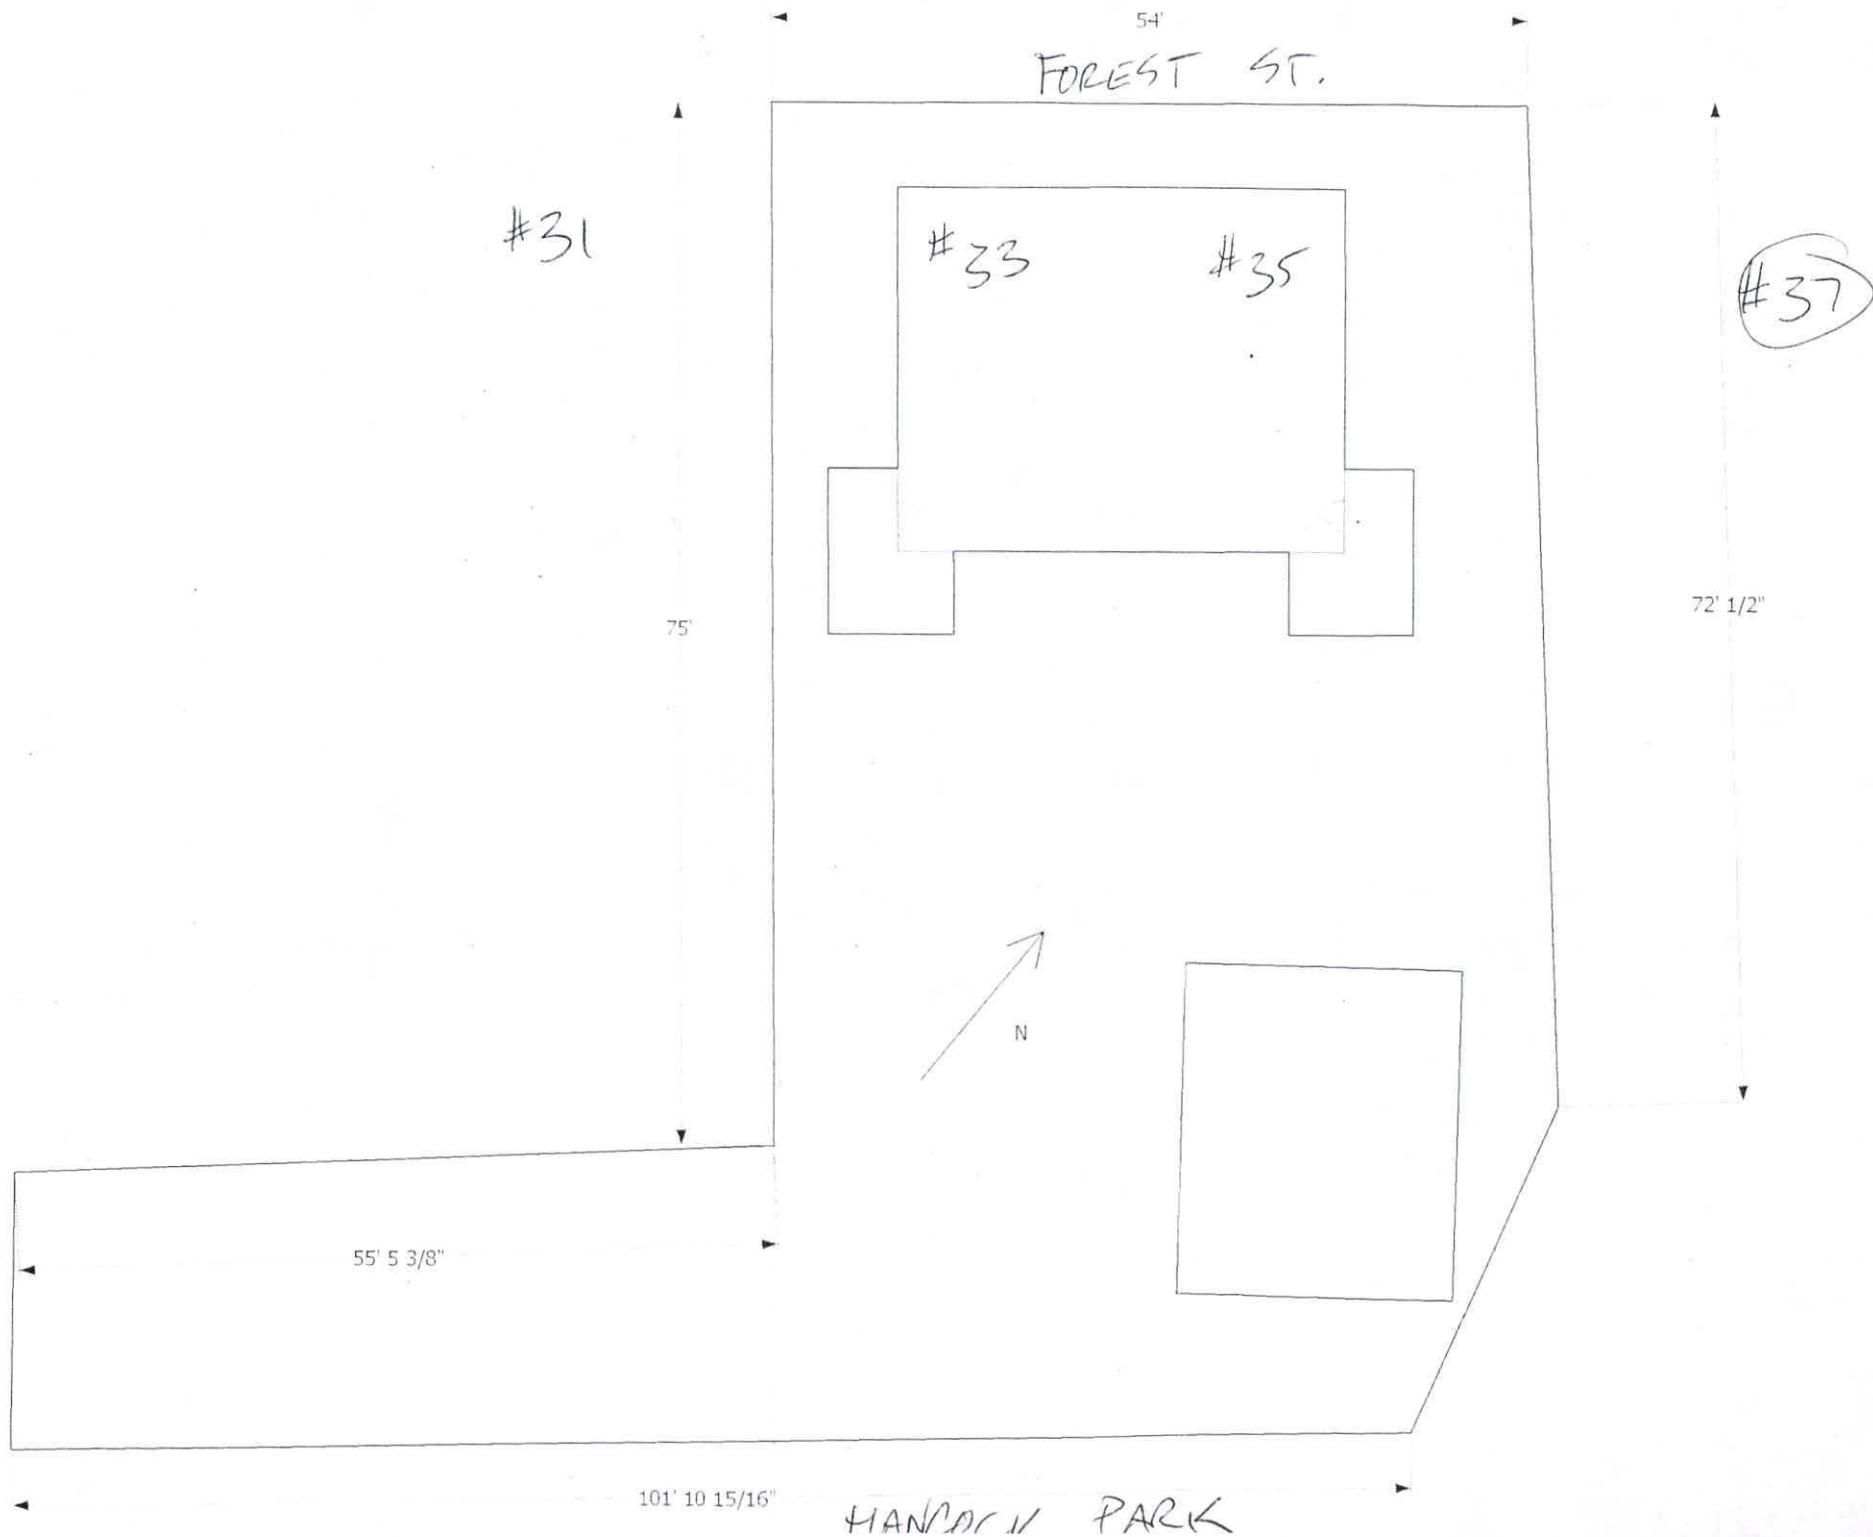 54'
FOREST ST.
#31
#33
#35
#37
75'
72' 1/2"
N
55' 5 3/8"
101' 10 15/16"
HANCOCK PARK